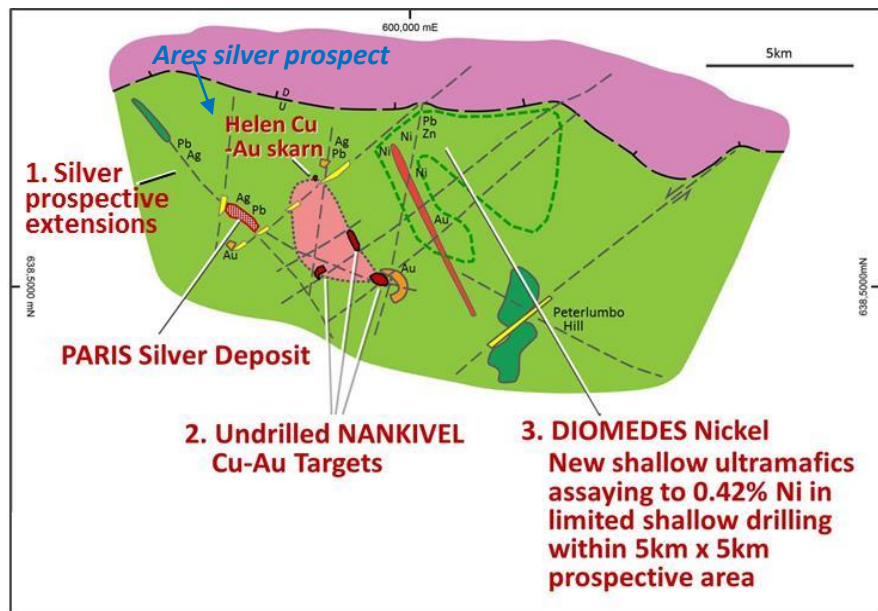 600,000 mE
Ares silver prospect
5km
D
U
Helen Cu
-Au skarn
Ag
Pb
Pb
Zn
Ni
Ni
Ni
Pb
Ag
1. Silver
prospective
extensions
Ag
Pb
Au
Au
Au
638,5000 mN
638,5000mN
Peterlumbo
Hill
PARIS Silver Deposit
2. Undrilled NANKIVEL
Cu-Au Targets
3. DIOMEDES Nickel
New shallow ultramafics
assaying to 0.42% Ni in
limited shallow drilling
within 5km x 5km
prospective area